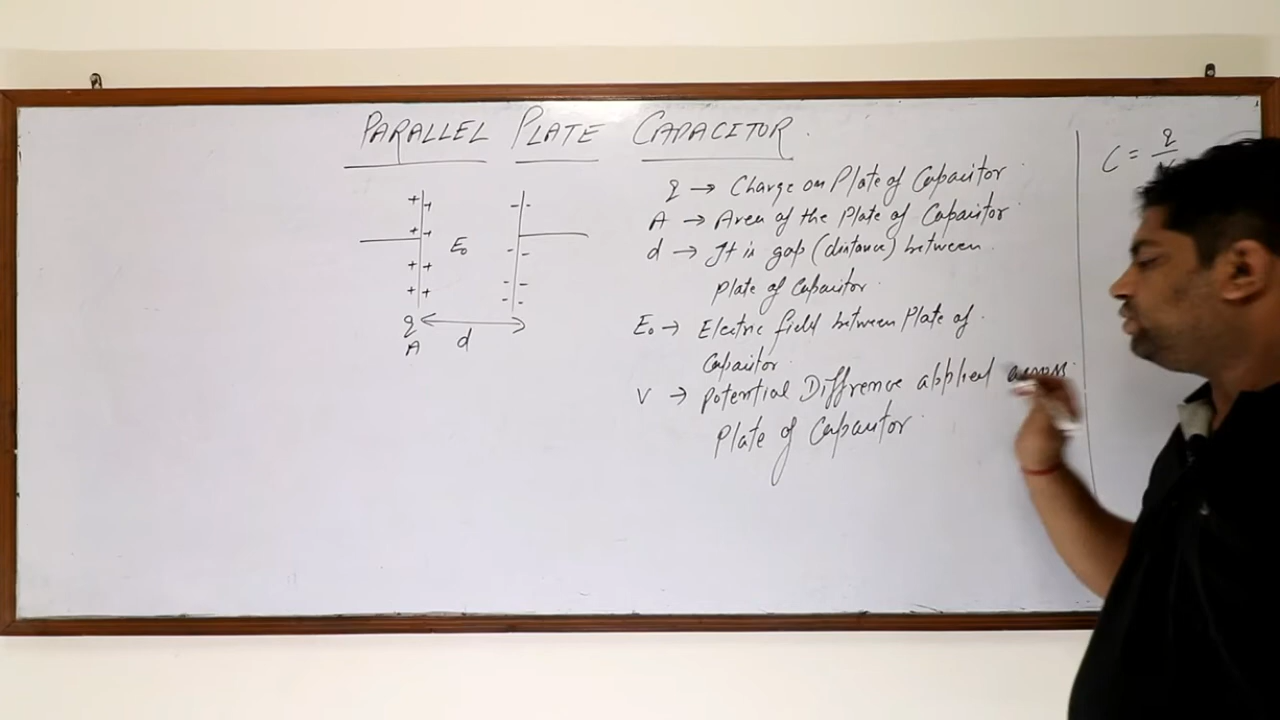 PARALLEL PLATE CAPACITOR
+ + + + + + + +
- - - - - - - -
E₀
q
A
d
q → Charge on Plate of Capacitor
A → Area of the Plate of Capacitor
d → It is gap (distance) between
Plate of Capacitor
E₀ → Electric field between Plate of
Capacitor
V → Potential Diffrence applied across
Plate of Capacitor
C = q